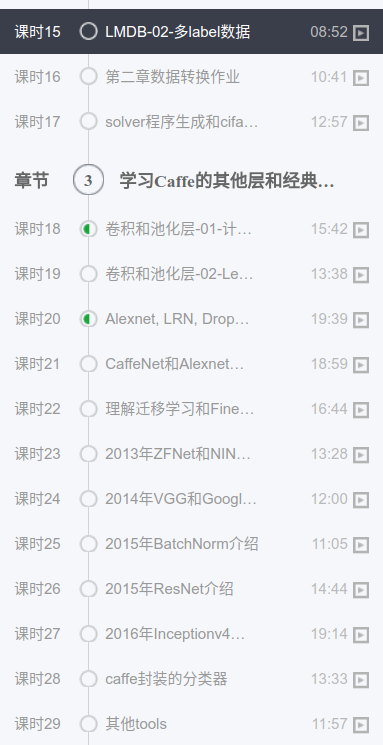 课时15 LMDB-02-多label数据 08:52
课时16 第二章数据转换作业 10:41
课时17 solver程序生成和cifa… 12:57
章节 3 学习Caffe的其他层和经典…
课时18 卷积和池化层-01-计… 15:42
课时19 卷积和池化层-02-Le… 13:38
课时20 Alexnet, LRN, Drop… 19:39
课时21 CaffeNet和Alexnet… 18:59
课时22 理解迁移学习和Fine… 16:44
课时23 2013年ZFNet和NIN… 13:28
课时24 2014年VGG和Googl… 12:00
课时25 2015年BatchNorm介绍 11:05
课时26 2015年ResNet介绍 14:44
课时27 2016年Inceptionv4… 19:14
课时28 caffe封装的分类器 13:33
课时29 其他tools 11:57